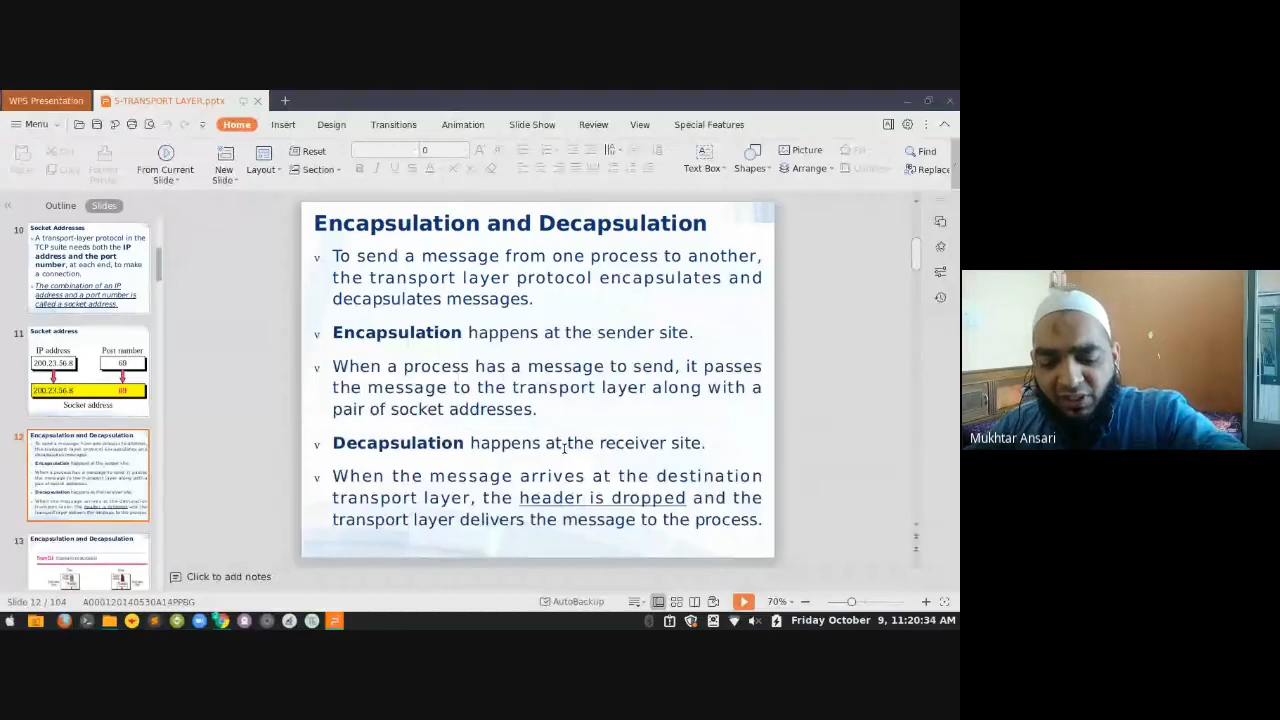 WPS Presentation
5-TRANSPORT LAYER.pptx
Menu
Home
Insert
Design
Transitions
Animation
Slide Show
Review
View
Special Features
From Current
Slide
New
Slide
Layout
Reset
Section
0
Text Box
Shapes
Picture
Arrange
Find
Replace
Outline
Slides
10
Socket Addresses
A transport-layer protocol in the
TCP suite needs both the IP
address and the port
number, at each end, to make
a connection.
The combination of an IP
address and a port number is
called a socket address.
11
Socket address
IP address
Port number
200.23.56.8
69
200.23.56.8
69
Socket address
12
Encapsulation and Decapsulation
13
Encapsulation and Decapsulation
Encapsulation and Decapsulation
v To send a message from one process to another,
the transport layer protocol encapsulates and
decapsulates messages.
v Encapsulation happens at the sender site.
v When a process has a message to send, it passes
the message to the transport layer along with a
pair of socket addresses.
v Decapsulation happens at the receiver site.
v When the message arrives at the destination
transport layer, the header is dropped and the
transport layer delivers the message to the process.
Click to add notes
Slide 12 / 104
A000120140530A14PPBG
AutoBackup
70%
Friday October 9, 11:20:34 AM
Mukhtar Ansari